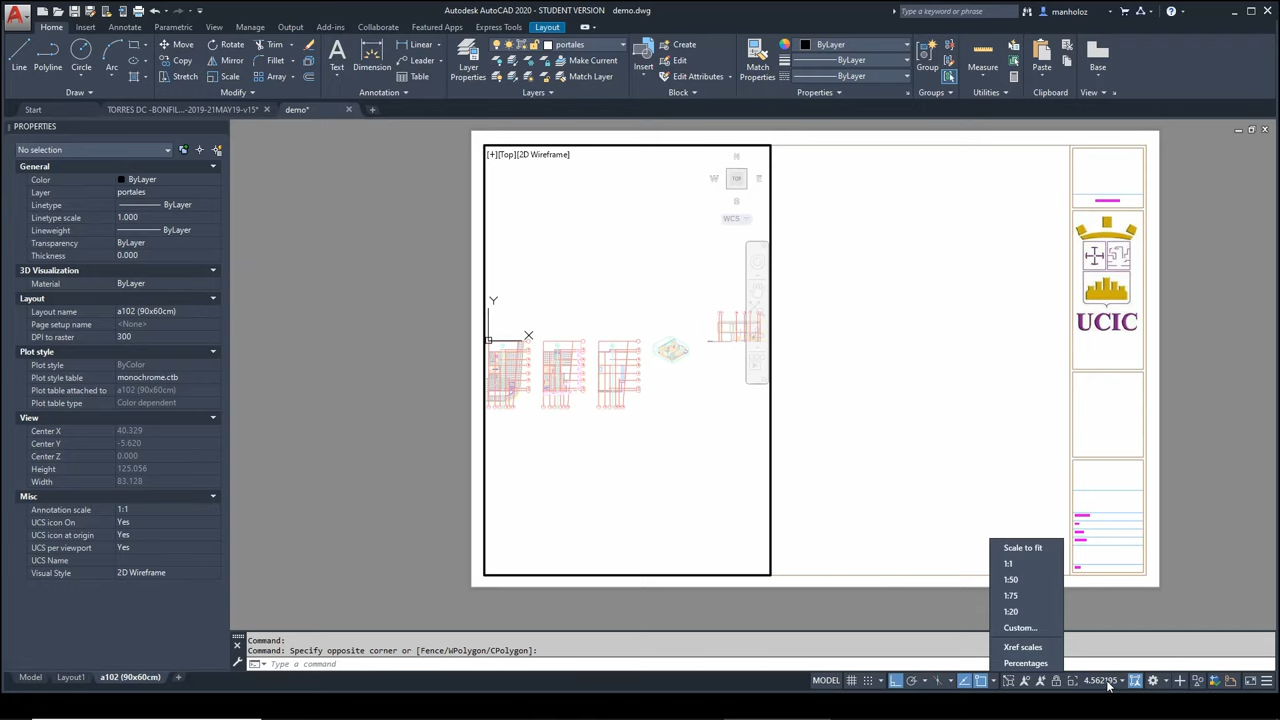 Autodesk AutoCAD 2020 - STUDENT VERSION demo.dwg
Type a keyword or phrase
manholoz
Home Insert Annotate Parametric View Manage Output Add-ins Collaborate Featured Apps Express Tools Layout
Line Polyline Circle Arc
Move Rotate Trim
Copy Mirror Fillet
Stretch Scale Array
Text Dimension
Linear
Leader
Table
Layer Properties
portales
Make Current
Match Layer
Insert
Create
Edit
Edit Attributes
Match Properties
ByLayer
ByLayer
ByLayer
Group
Measure
Paste
Base
Draw Modify Annotation Layers Block Properties Groups Utilities Clipboard View
Start
TORRES DC -BONFIL...-2019-21MAY19-v15*
demo*
PROPERTIES
No selection
General
Color ByLayer
Layer portales
Linetype ByLayer
Linetype scale 1.000
Lineweight ByLayer
Transparency ByLayer
Thickness 0.000
3D Visualization
Material ByLayer
Layout
Layout name a102 (90x60cm)
Page setup name <None>
DPI to raster 300
Plot style
Plot style ByColor
Plot style table monochrome.ctb
Plot table attached to a102 (90x60cm)
Plot table type Color dependent
View
Center X 40.329
Center Y -5.620
Center Z 0.000
Height 125.056
Width 83.128
Misc
Annotation scale 1:1
UCS icon On Yes
UCS icon at origin Yes
UCS per viewport Yes
UCS Name
Visual Style 2D Wireframe
[+][Top][2D Wireframe]
N
W TOP E
S
WCS
Y
X
UCIC
Scale to fit
1:1
1:50
1:75
1:20
Custom...
Xref scales
Percentages
Command:
Command: Specify opposite corner or [Fence/WPolygon/CPolygon]:
Type a command
Model Layout1 a102 (90x60cm) +
MODEL
4.562195